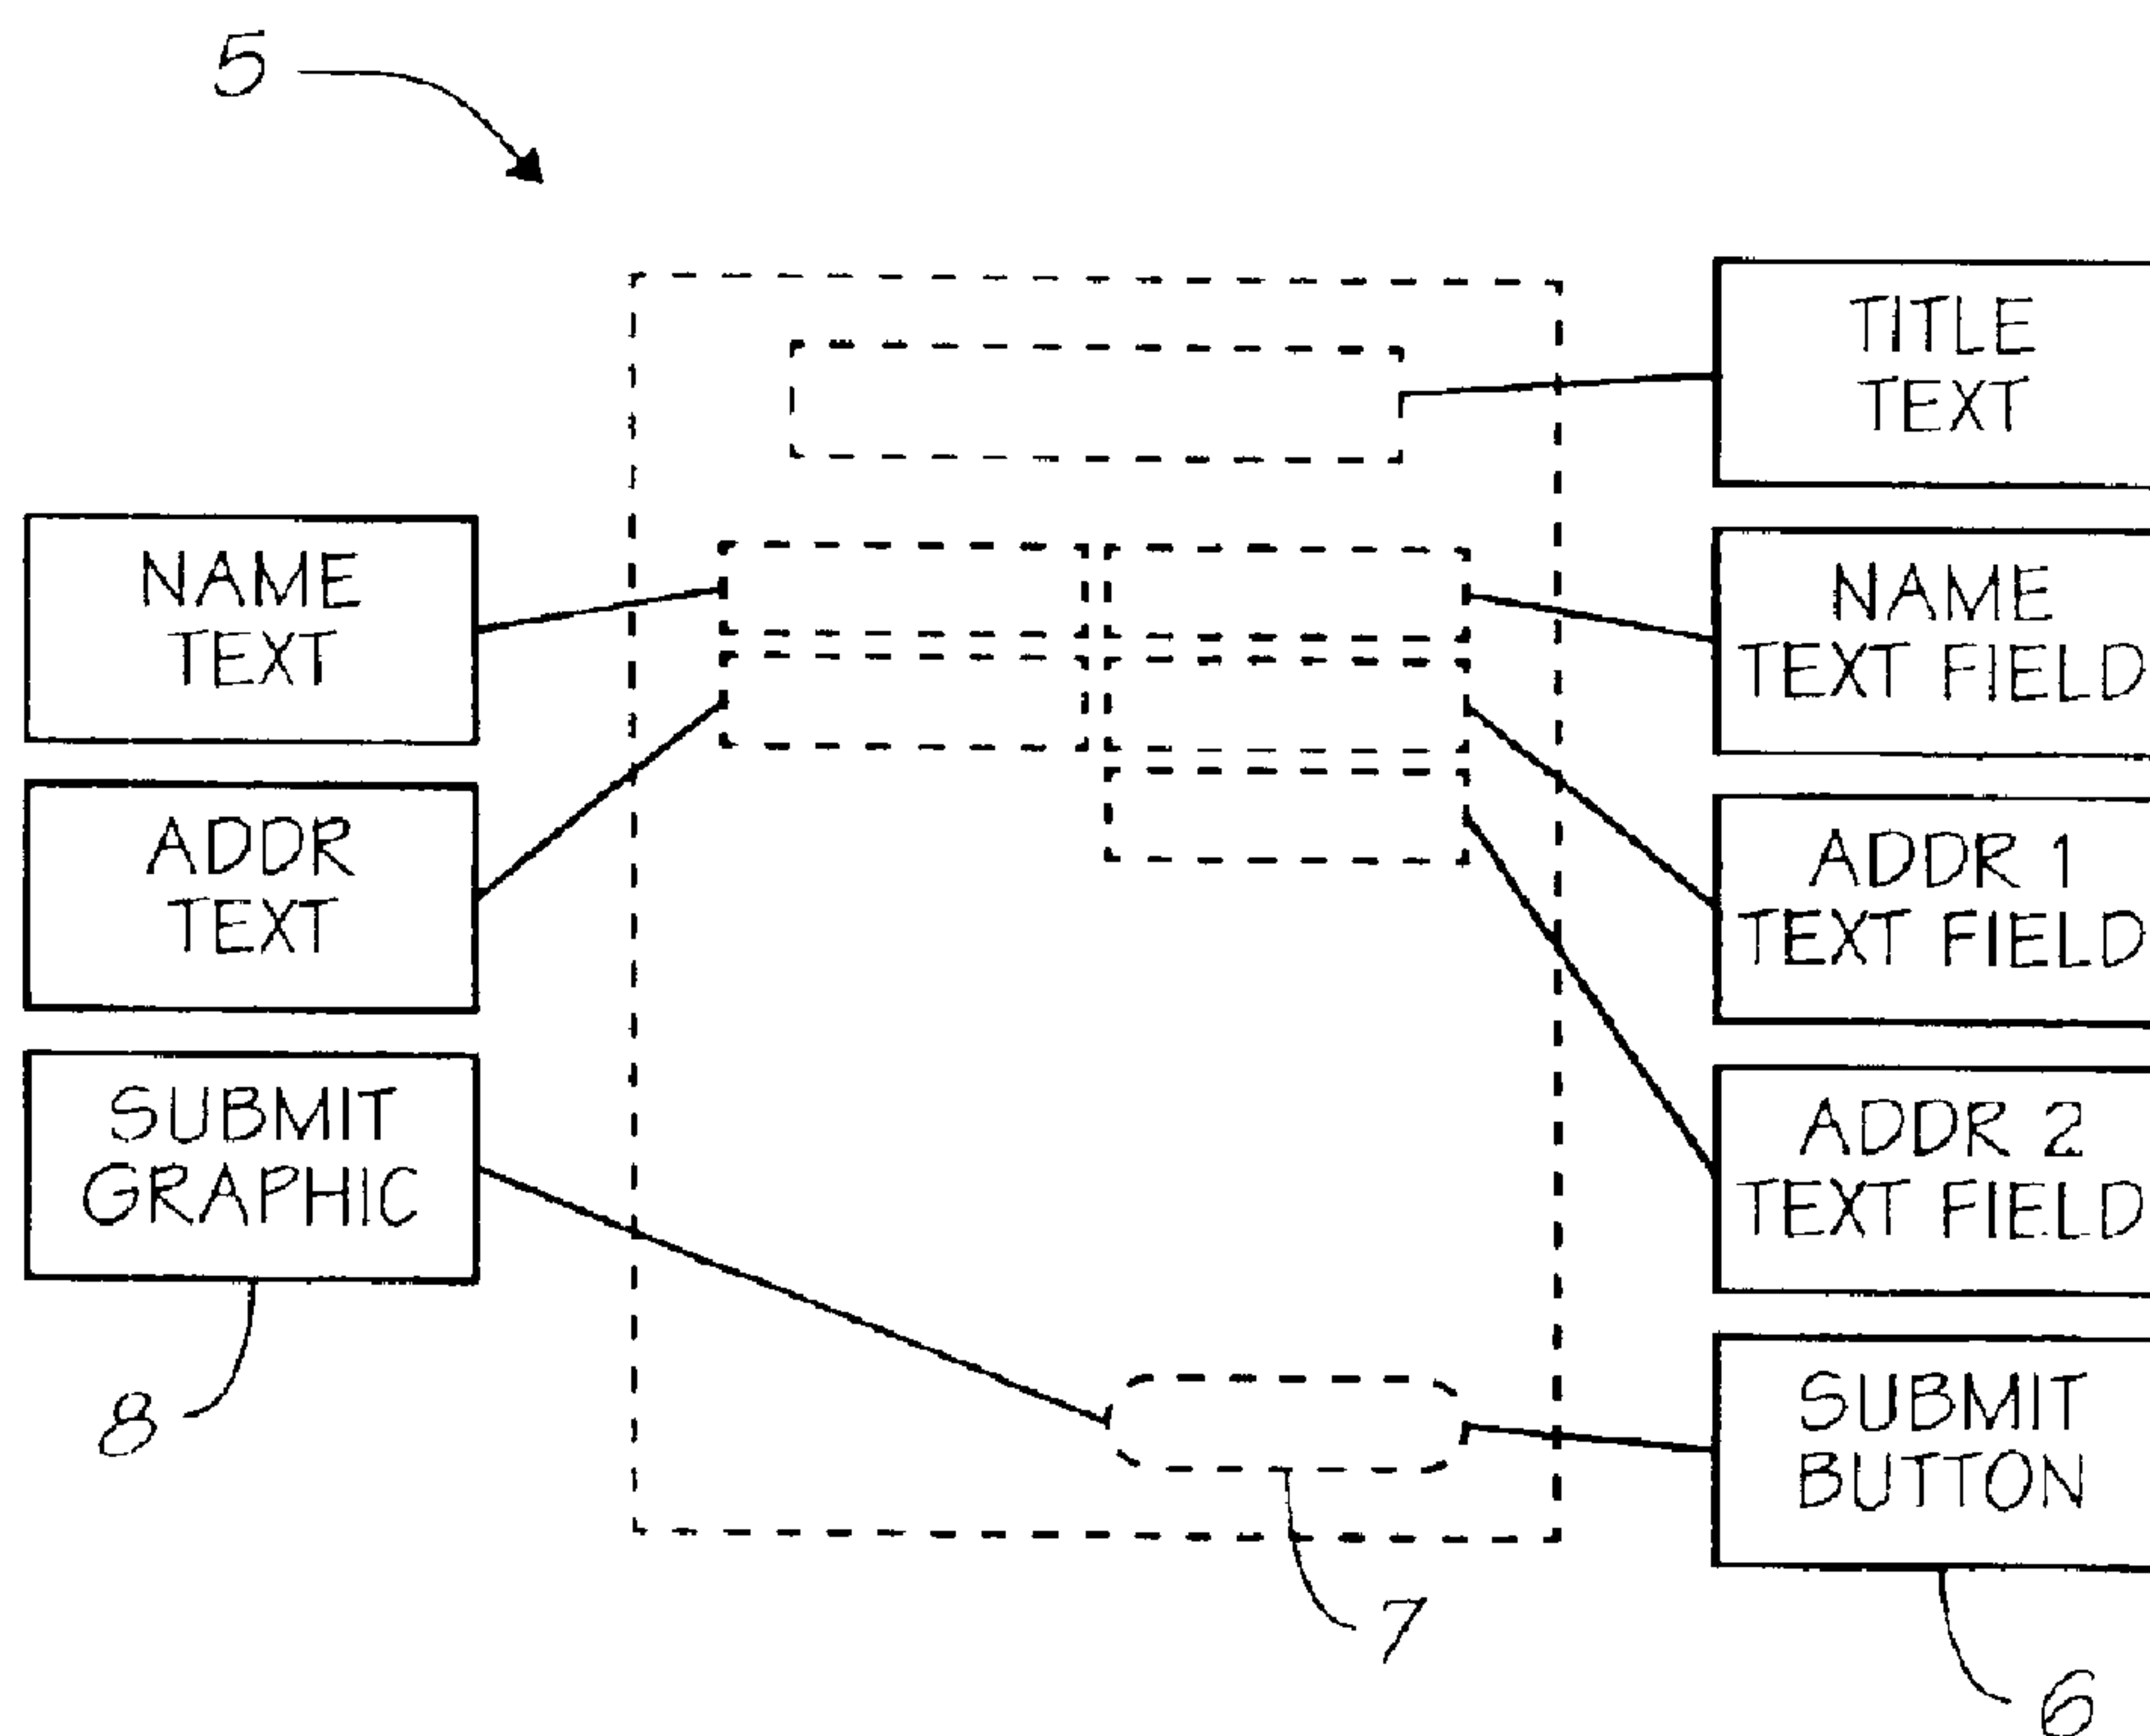 5
TITLE
TEXT
NAME
TEXT
NAME
TEXT FIELD
ADDR
TEXT
ADDR 1
TEXT FIELD
SUBMIT
GRAPHIC
ADDR 2
TEXT FIELD
8
SUBMIT
BUTTON
7
6